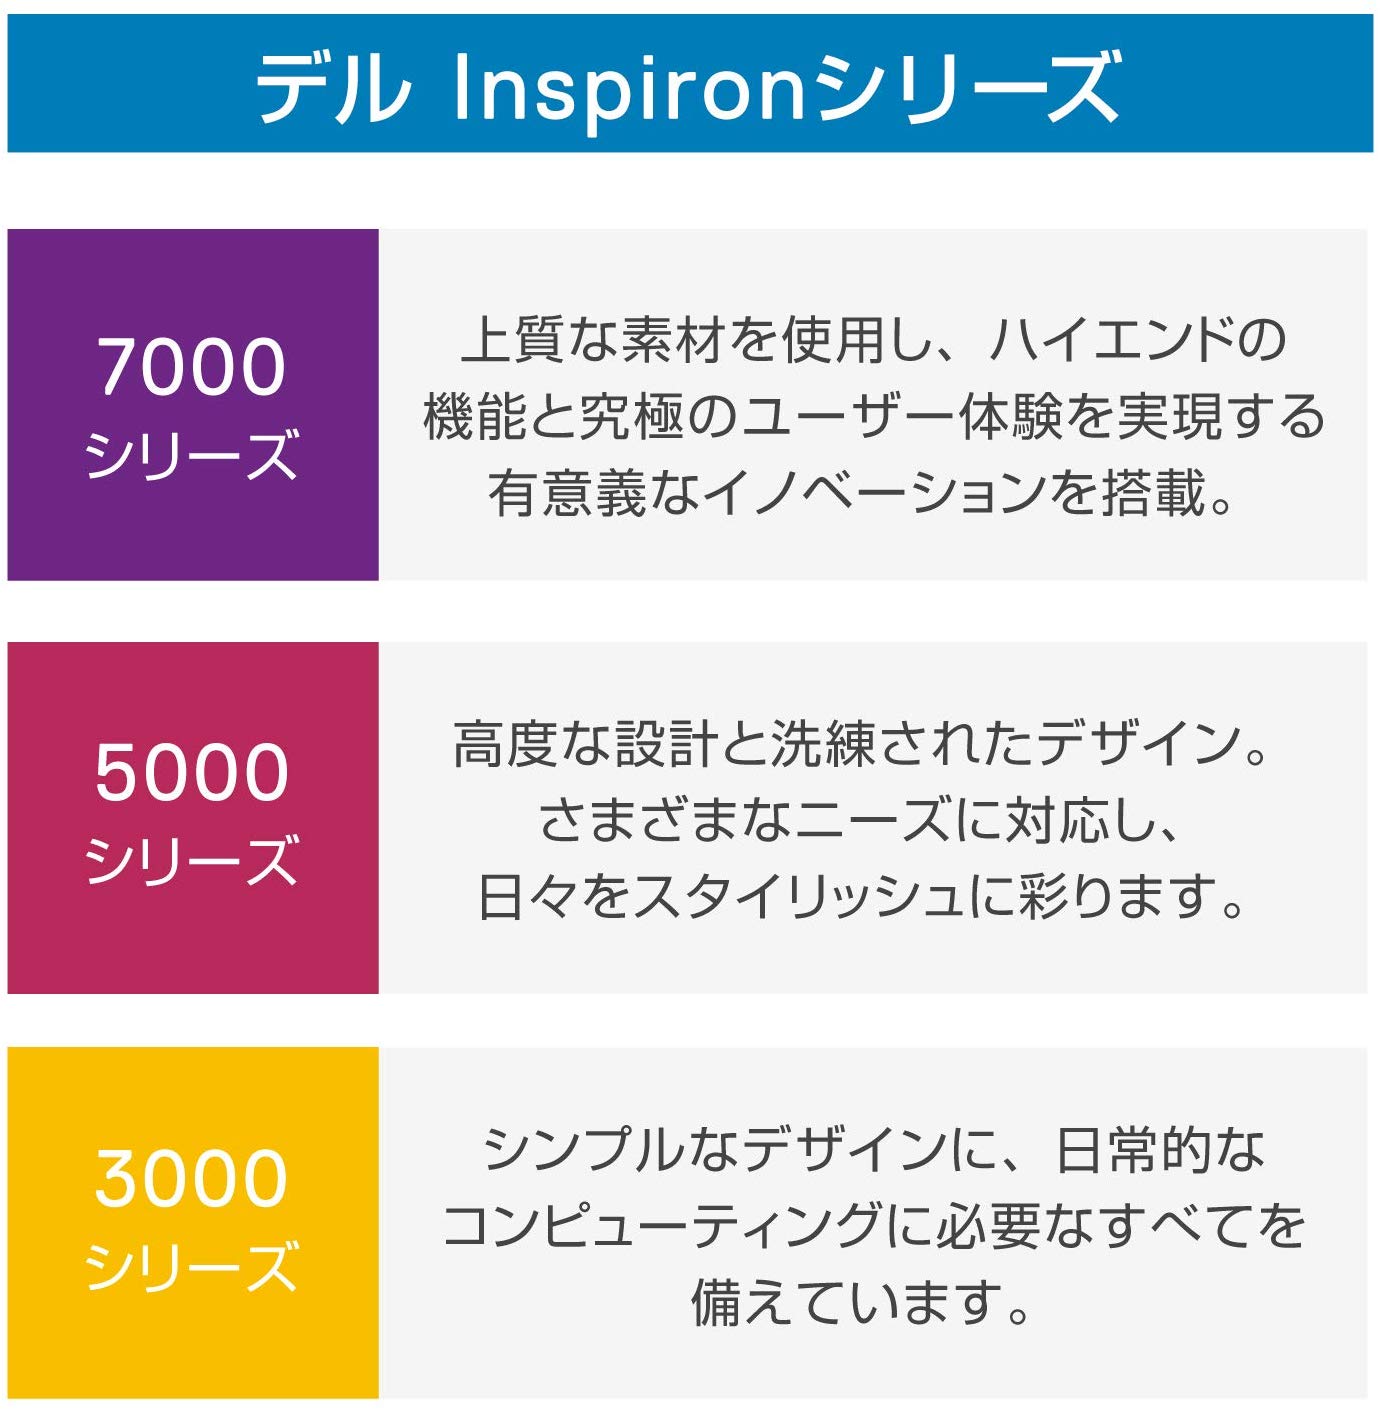 デル Inspironシリーズ
7000
シリーズ
上質な素材を使用し、ハイエンドの
機能と究極のユーザー体験を実現する
有意義なイノベーションを搭載。
5000
シリーズ
高度な設計と洗練されたデザイン。
さまざまなニーズに対応し、
日々をスタイリッシュに彩ります。
3000
シリーズ
シンプルなデザインに、日常的な
コンピューティングに必要なすべてを
備えています。